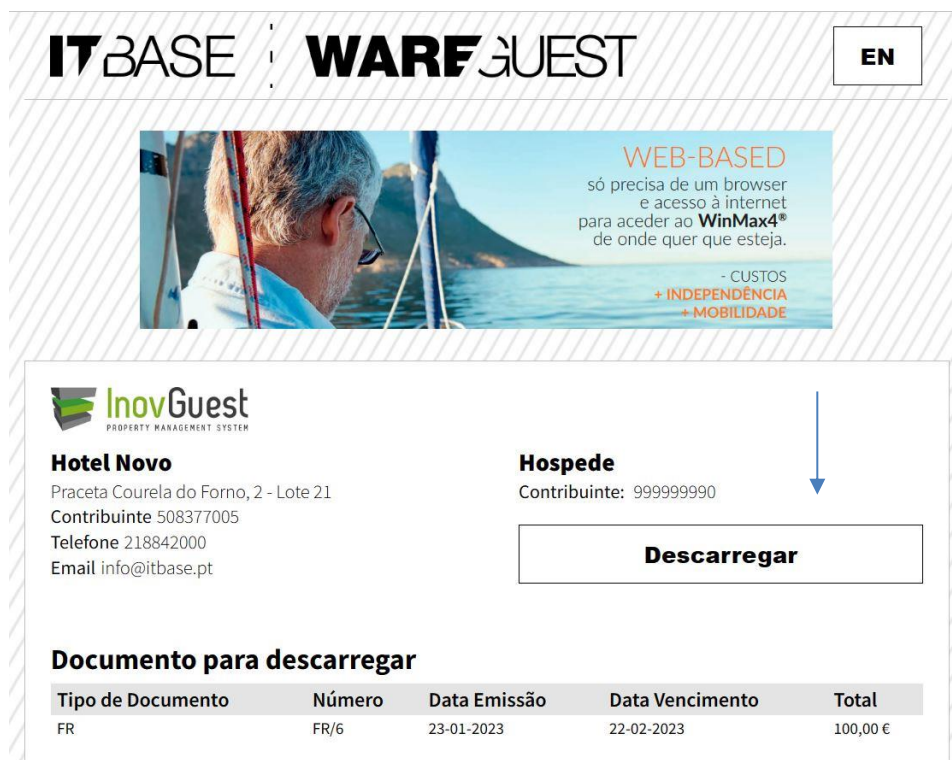 ITBASE WAREGUEST
EN
WEB-BASED
só precisa de um browser
e acesso à internet
para aceder ao WinMax4®
de onde quer que esteja.
- CUSTOS
+ INDEPENDÊNCIA
+ MOBILIDADE
InovGuest
PROPERTY MANAGEMENT SYSTEM
Hotel Novo
Praceta Courela do Forno, 2 - Lote 21
Contribuinte 508377005
Telefone 218842000
Email info@itbase.pt
Hospede
Contribuinte: 999999990
Descarregar
Documento para descarregar
Tipo de Documento Número Data Emissão Data Vencimento Total
FR FR/6 23-01-2023 22-02-2023 100,00 €